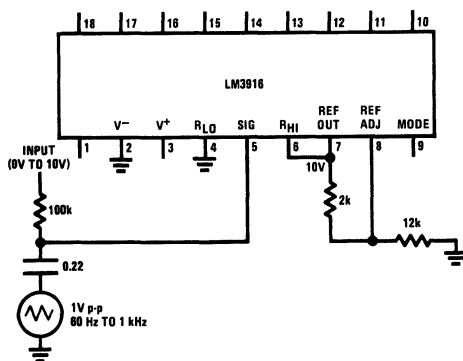 18 17 16 15 14 13 12 11 10
LM3916
V− V+ RLO SIG RHI REF OUT REF ADJ MODE
1 2 3 4 5 6 7 8 9
INPUT
(0V TO 10V)
10V
100k
2k
12k
0.22
1V p-p
60 Hz TO 1 kHz